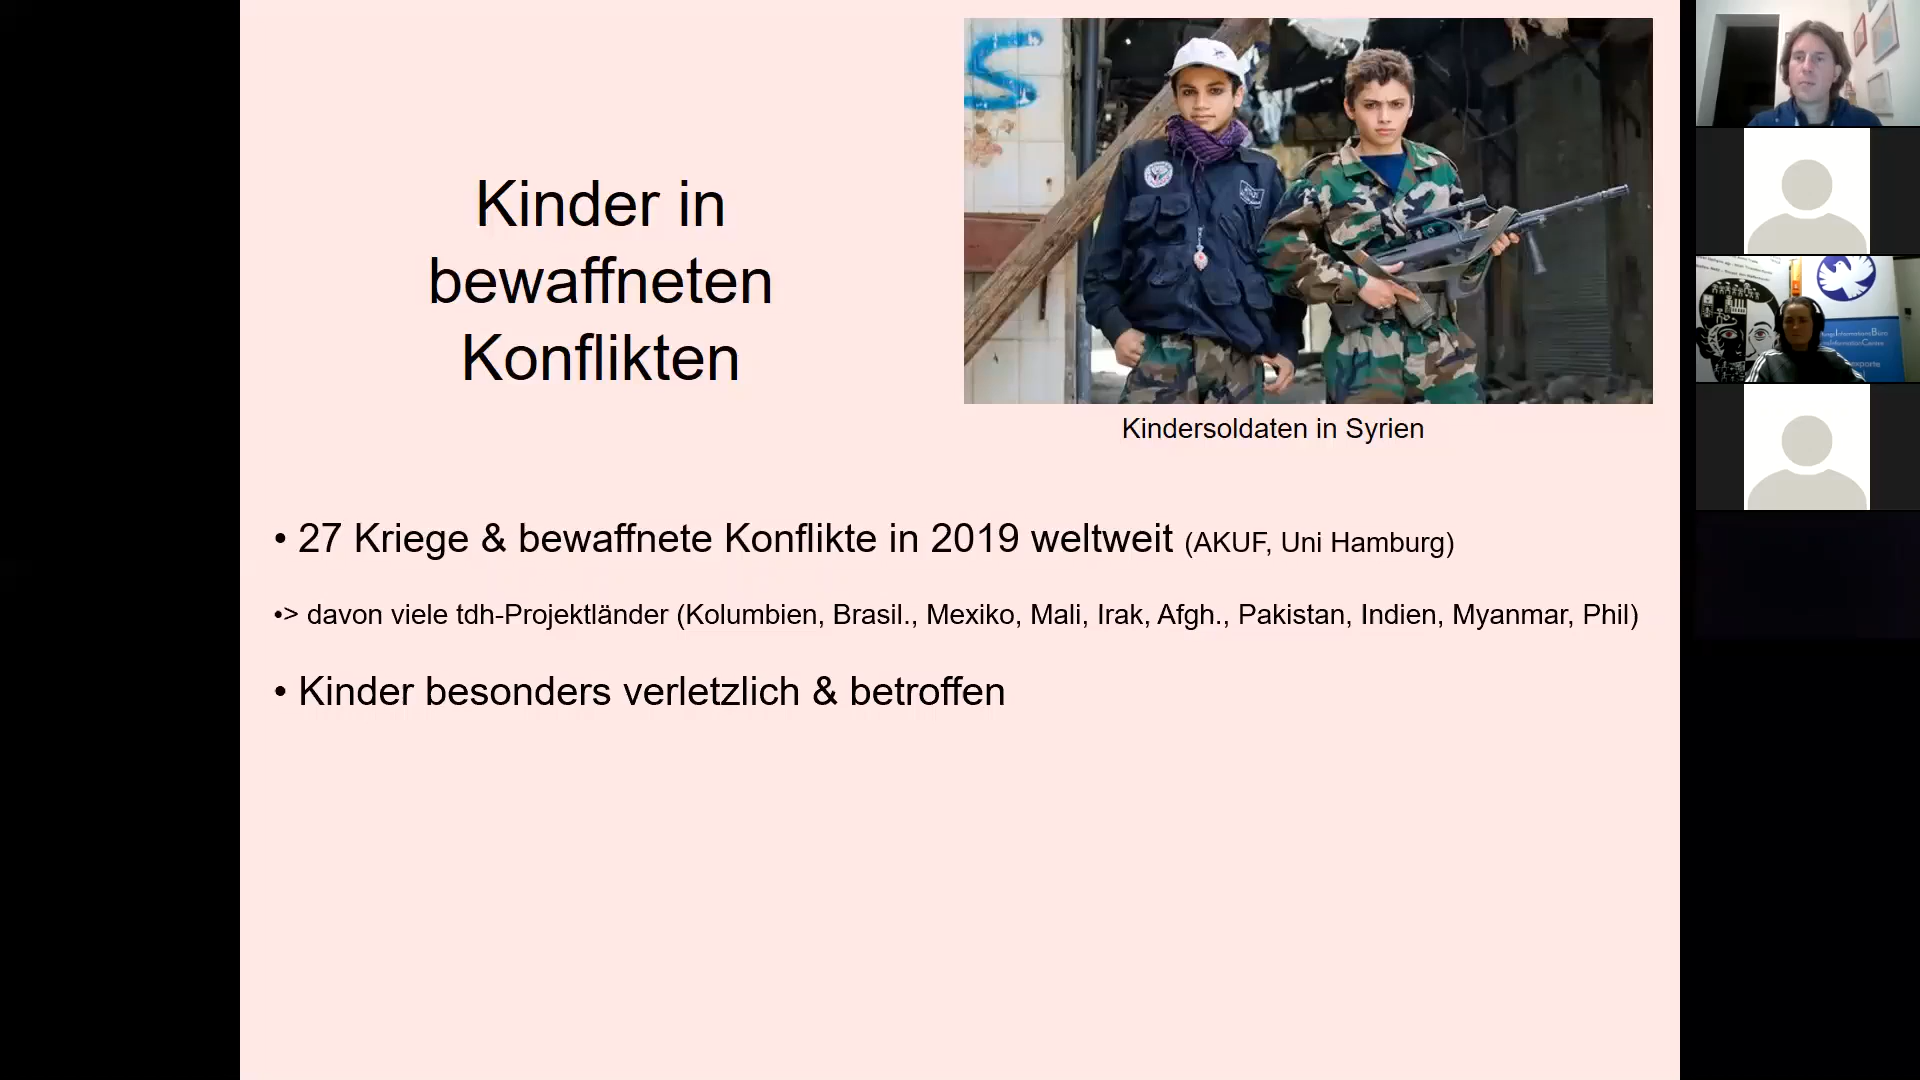 Kinder in
bewaffneten
Konflikten
Kindersoldaten in Syrien
• 27 Kriege & bewaffnete Konflikte in 2019 weltweit (AKUF, Uni Hamburg)
•> davon viele tdh-Projektländer (Kolumbien, Brasil., Mexiko, Mali, Irak, Afgh., Pakistan, Indien, Myanmar, Phil)
• Kinder besonders verletzlich & betroffen